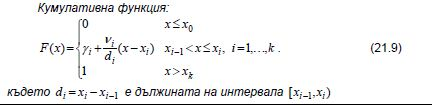 Кумулативна функция:
0 x≤x₀
F(x)= γᵢ+νᵢ/dᵢ(x-xᵢ) xᵢ₋₁<x≤xᵢ, i=1,...,k . (21.9)
1 x>xₖ
където dᵢ=xᵢ-xᵢ₋₁ е дължината на интервала [xᵢ₋₁,xᵢ)